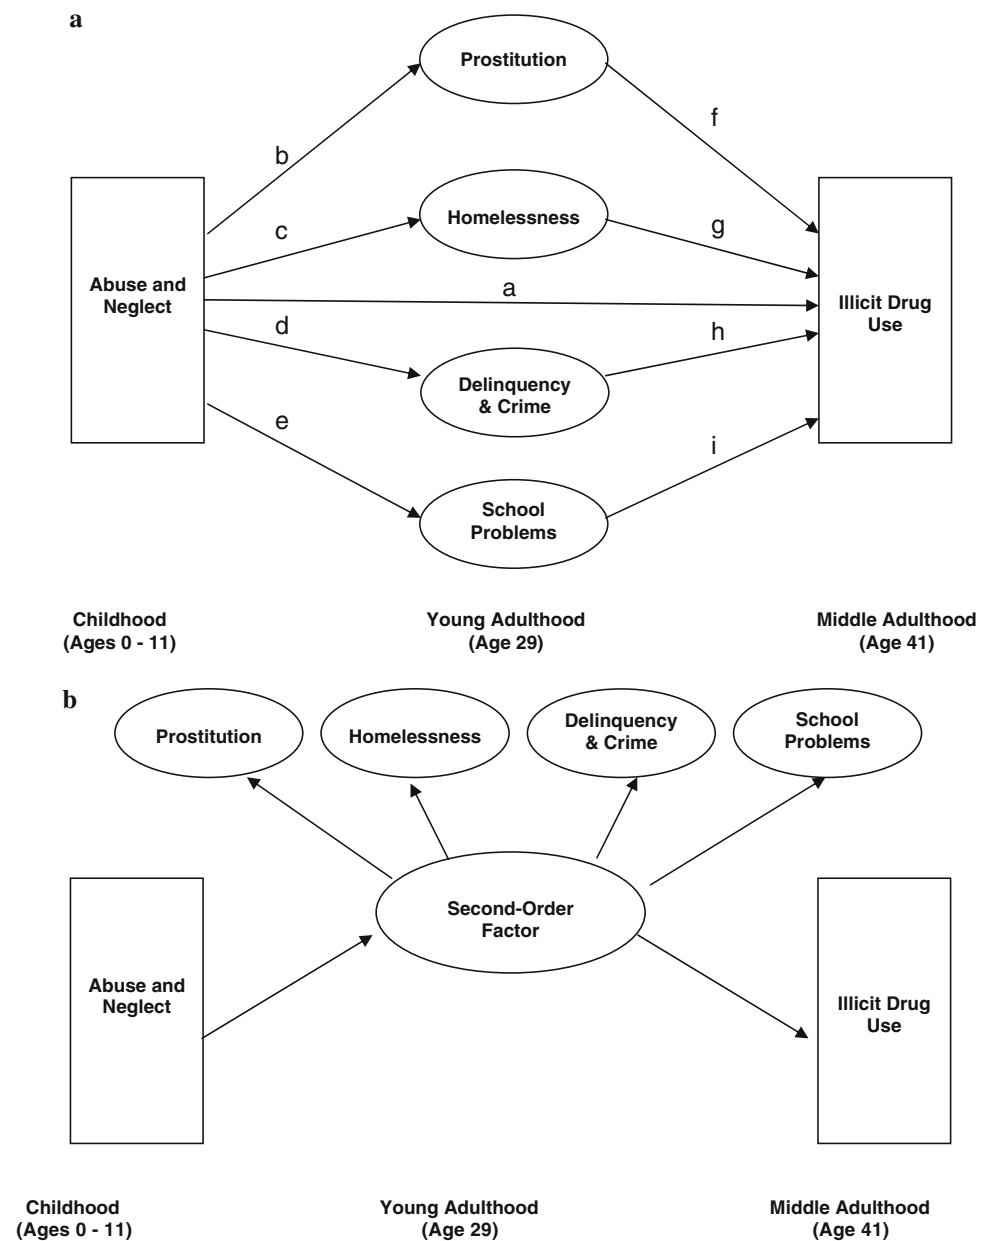 a
Prostitution
f
b
Homelessness
c
g
Abuse and
Neglect
a
Illicit Drug
Use
d
h
Delinquency
& Crime
e
i
School
Problems
Childhood
(Ages 0 - 11)
Young Adulthood
(Age 29)
Middle Adulthood
(Age 41)
b
Prostitution
Homelessness
Delinquency
& Crime
School
Problems
Second-Order
Factor
Abuse and
Neglect
Illicit Drug
Use
Childhood
(Ages 0 - 11)
Young Adulthood
(Age 29)
Middle Adulthood
(Age 41)